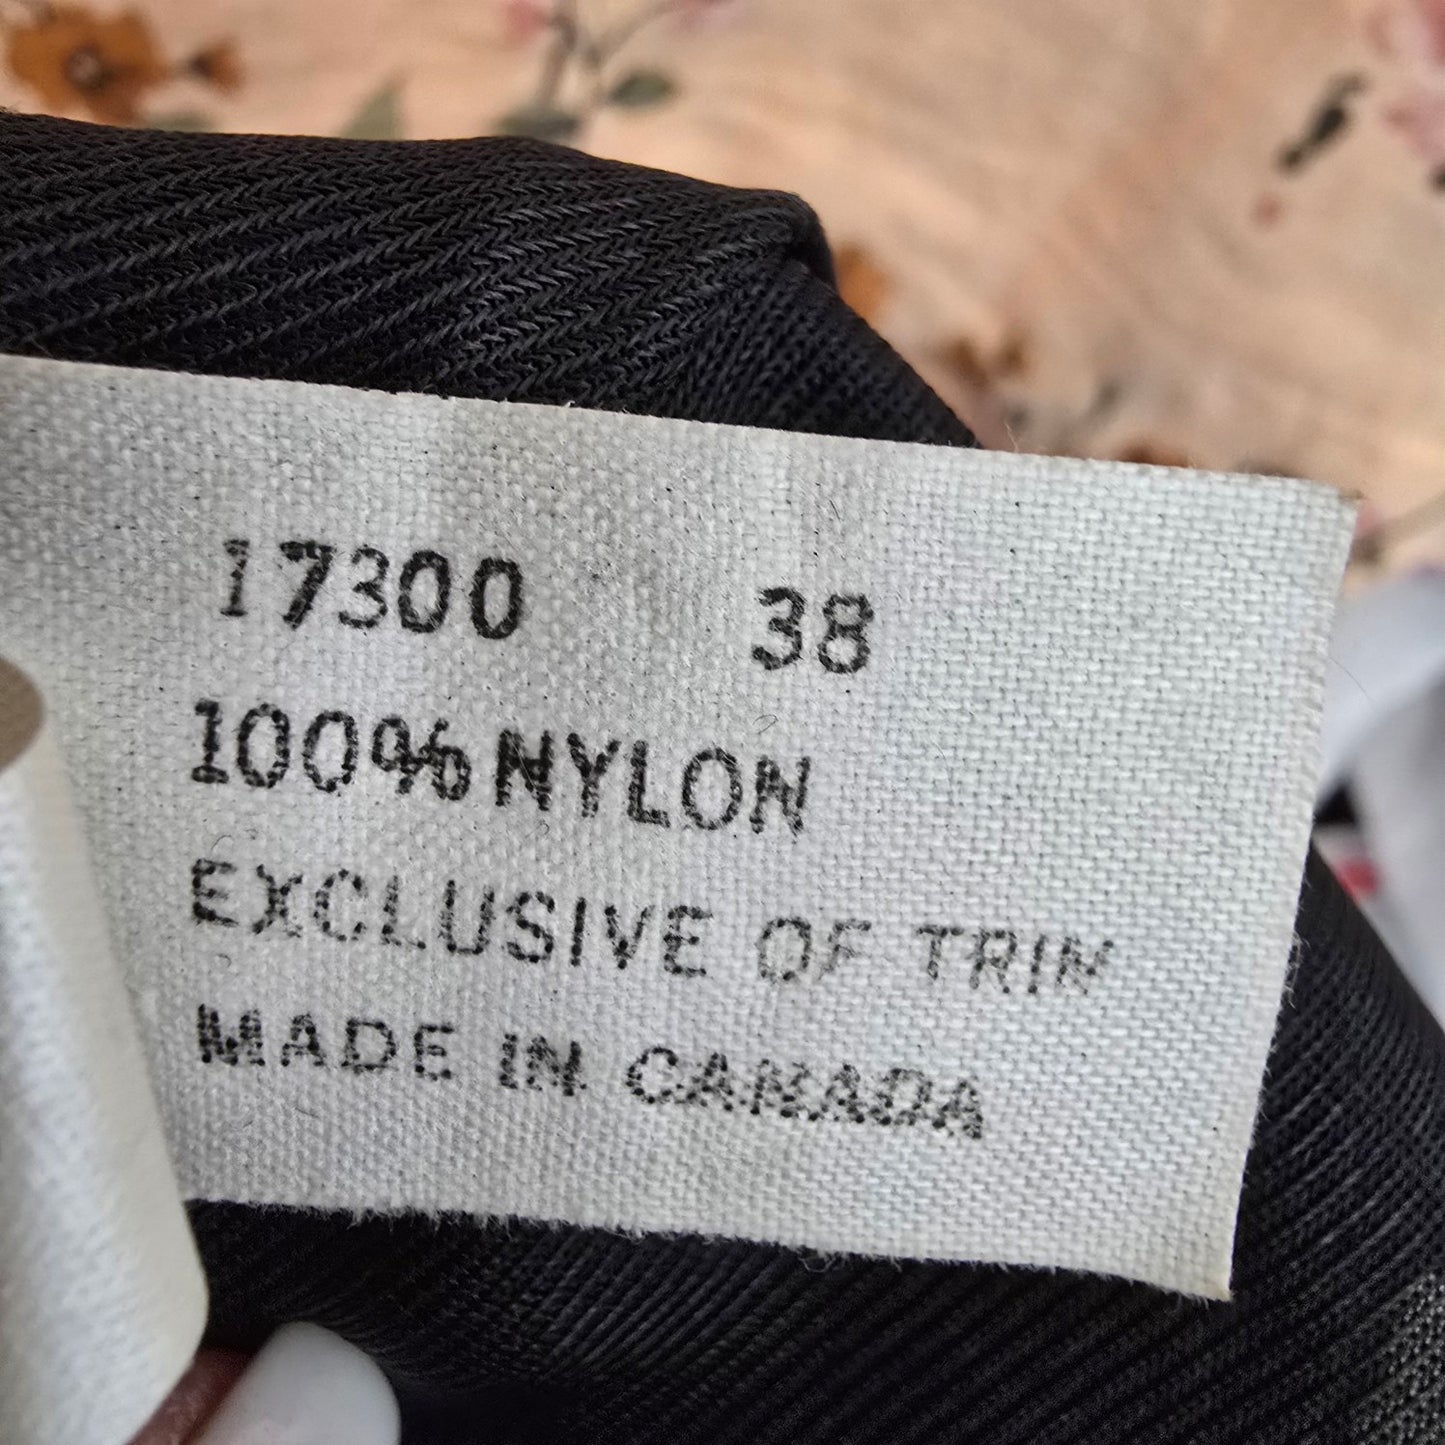 17300 38
100% NYLON
EXCLUSIVE OF TRIM
MADE IN CANADA